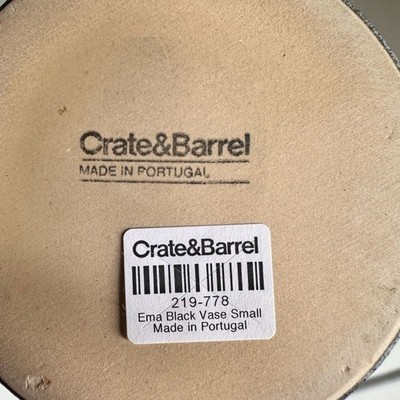 Crate&Barrel
MADE IN PORTUGAL
Crate&Barrel
219-778
Ema Black Vase Small
Made in Portugal